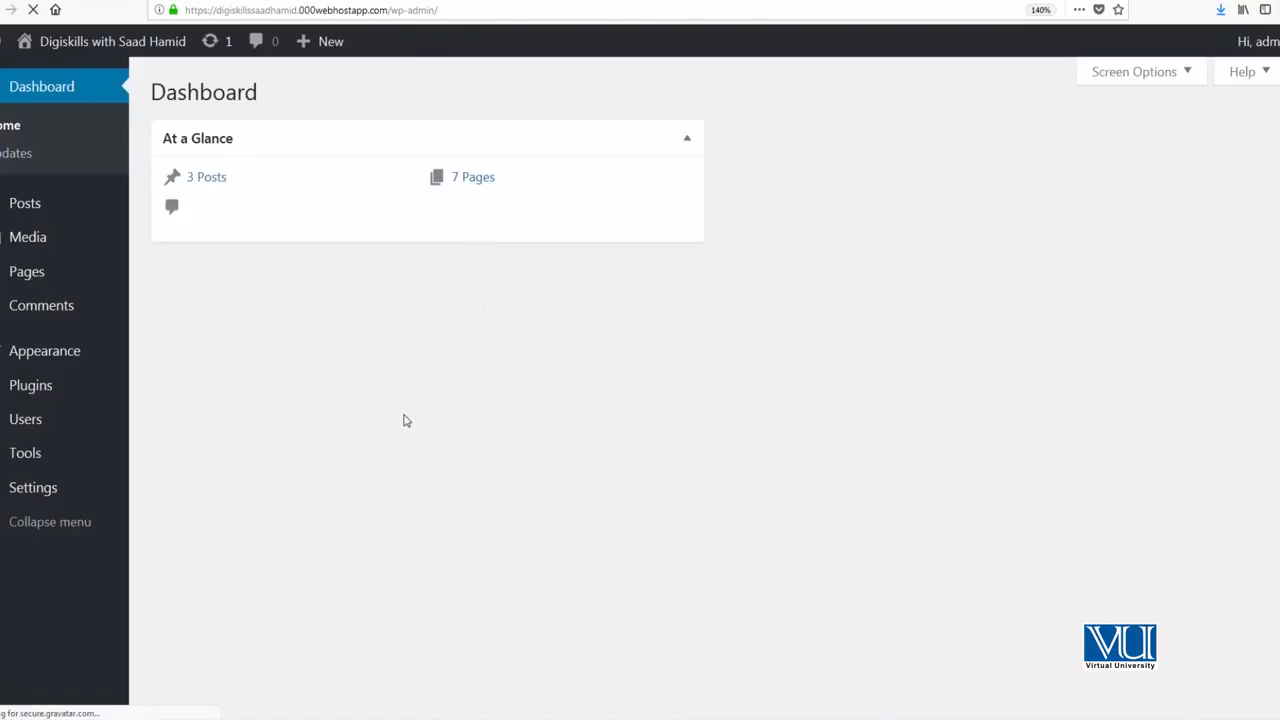 https://digiskillssaadhamid.000webhostapp.com/wp-admin/
140%
Digiskills with Saad Hamid
1
0
New
Hi, adm
Dashboard
ome
pdates
Posts
Media
Pages
Comments
Appearance
Plugins
Users
Tools
Settings
Collapse menu
Screen Options
Help
Dashboard
At a Glance
3 Posts
7 Pages
VU
Virtual University
g for secure.gravatar.com...